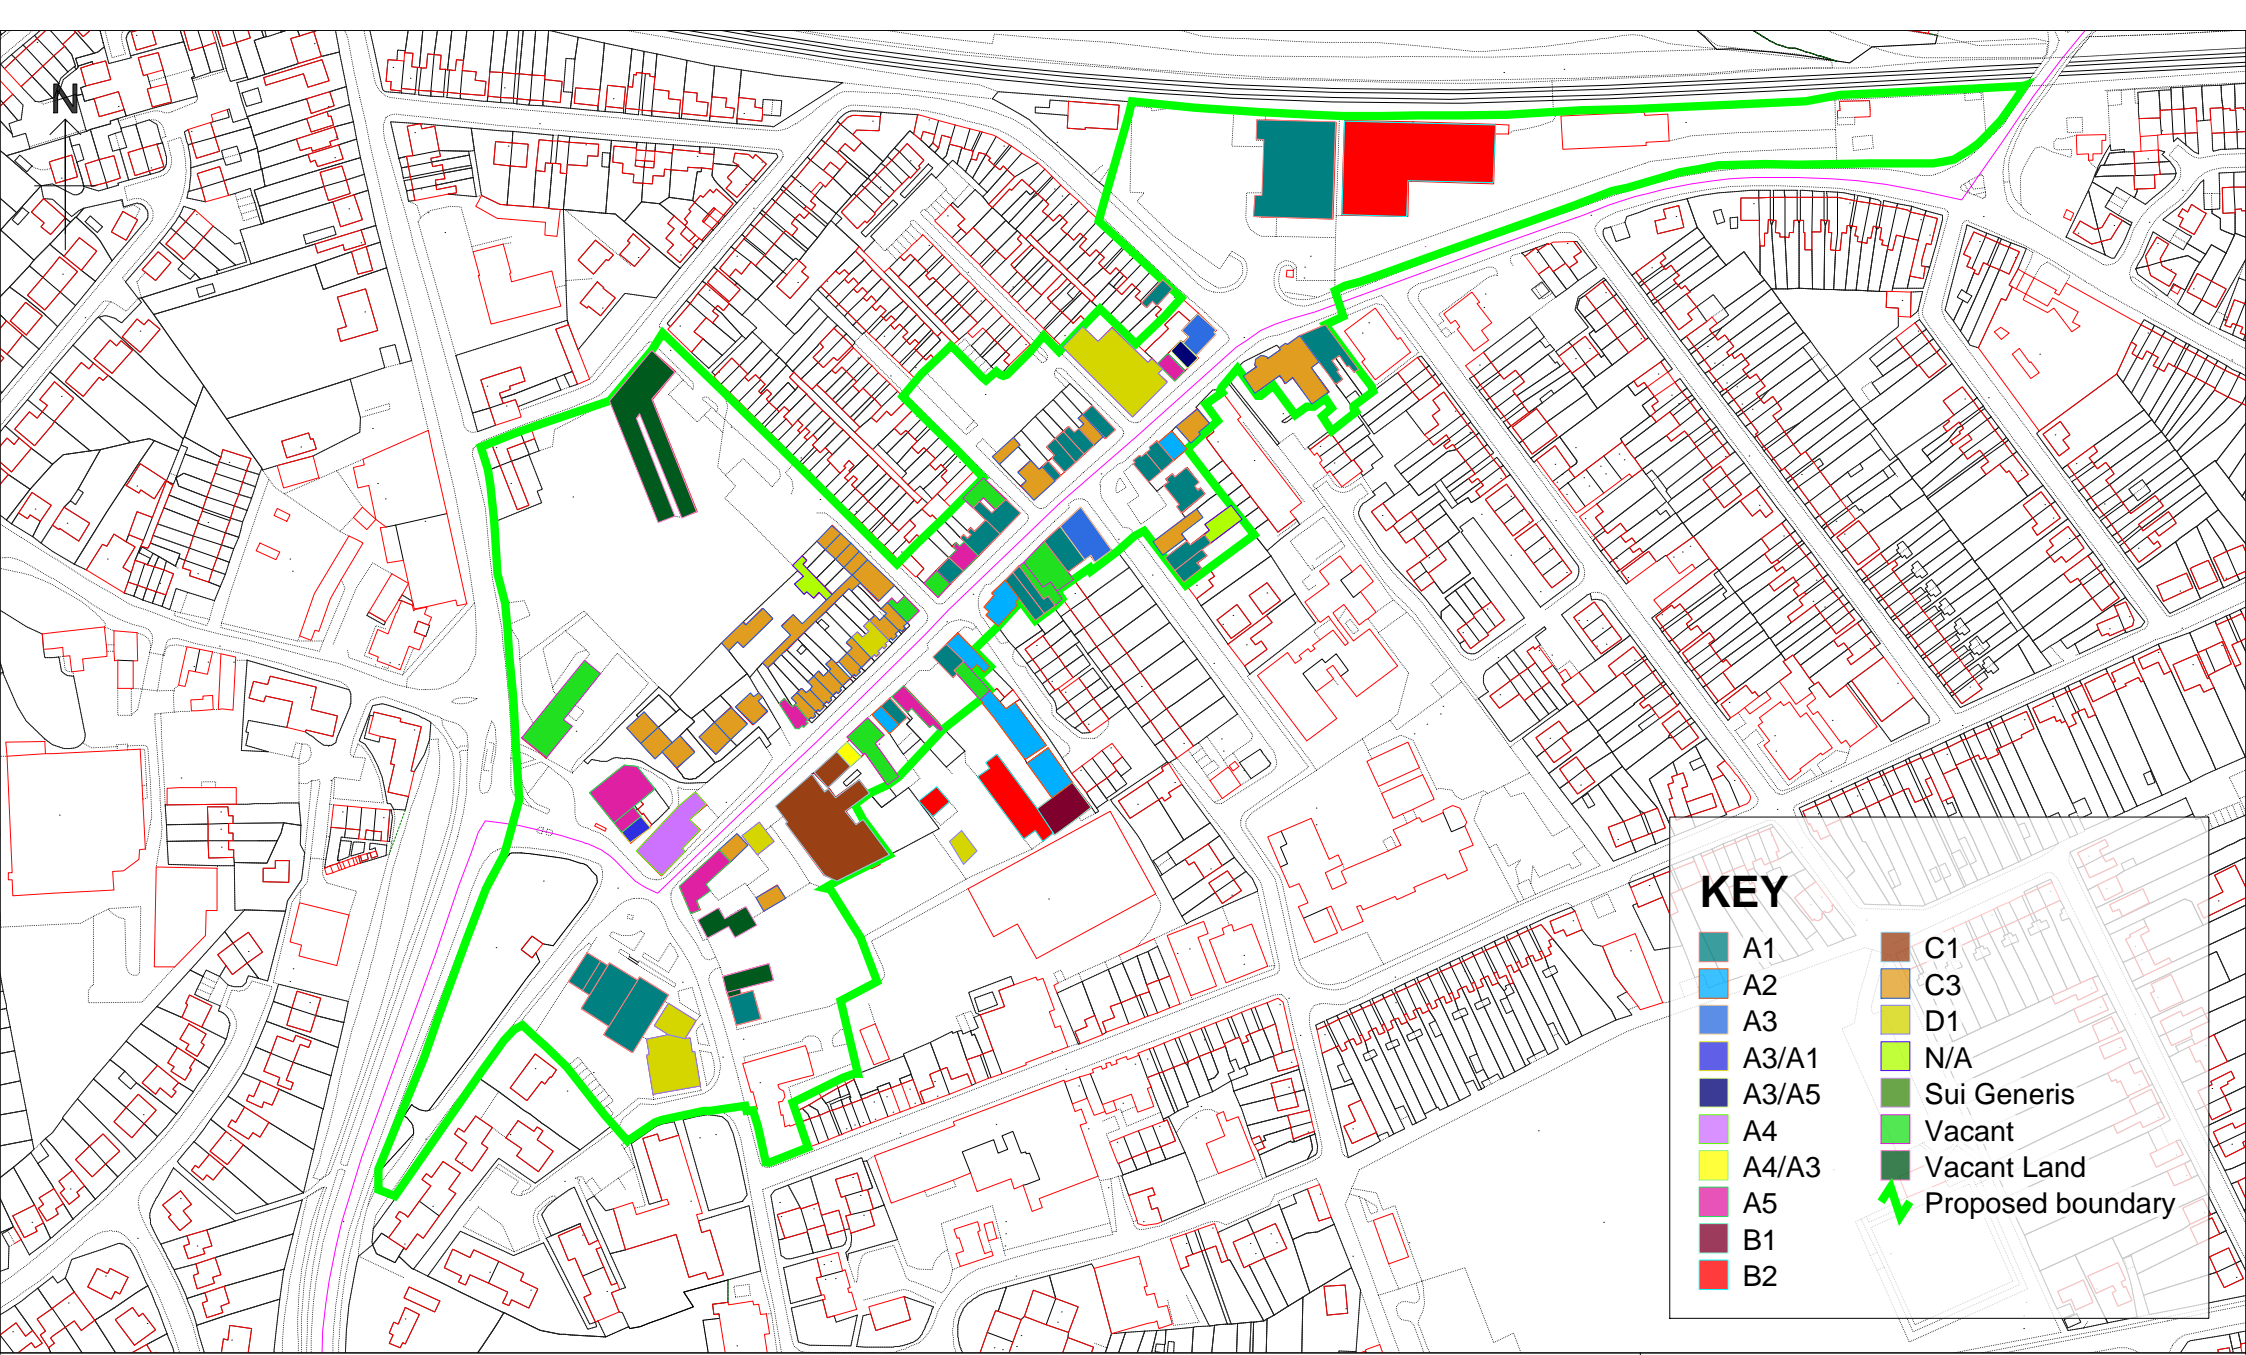 N
KEY
A1
A2
A3
A3/A1
A3/A5
A4
A4/A3
A5
B1
B2
C1
C3
D1
N/A
Sui Generis
Vacant
Vacant Land
Proposed boundary